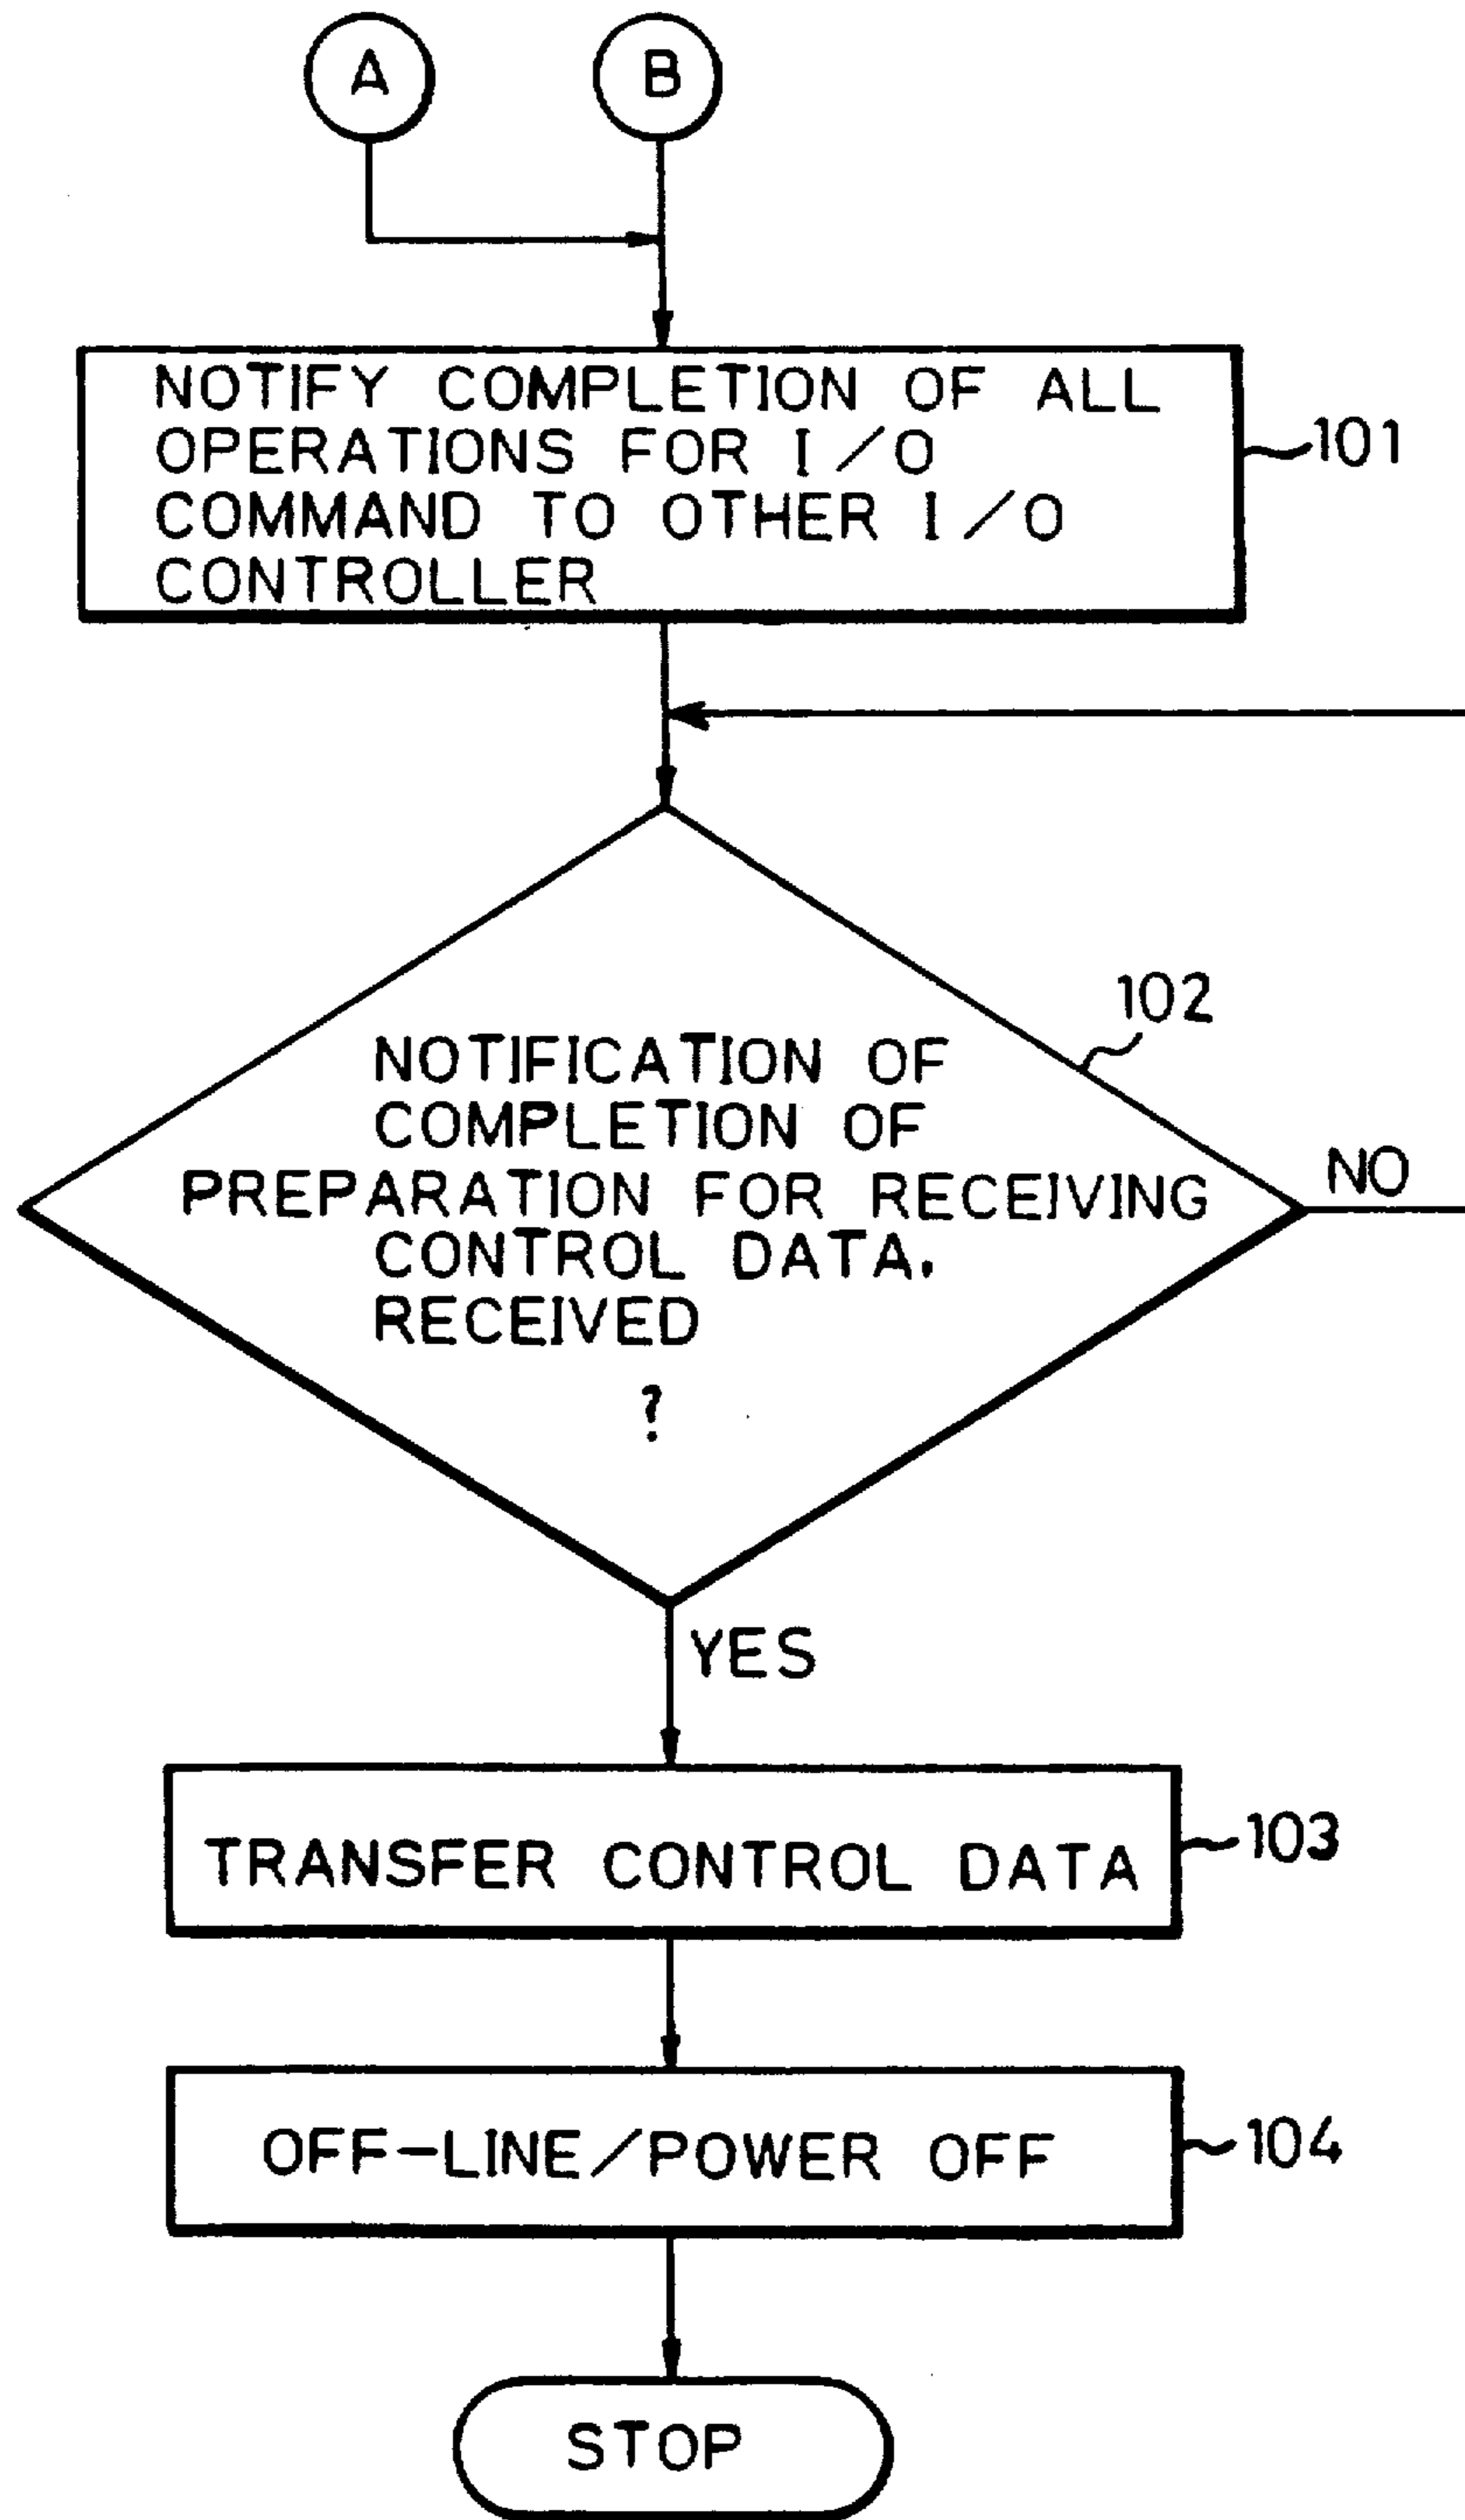 A
B
NOTIFY COMPLETION OF ALL
OPERATIONS FOR I/O
COMMAND TO OTHER I/O
CONTROLLER
101
102
NOTIFICATION OF
COMPLETION OF
PREPARATION FOR RECEIVING
CONTROL DATA.
RECEIVED
?
NO
YES
TRANSFER CONTROL DATA
103
OFF-LINE/POWER OFF
104
STOP